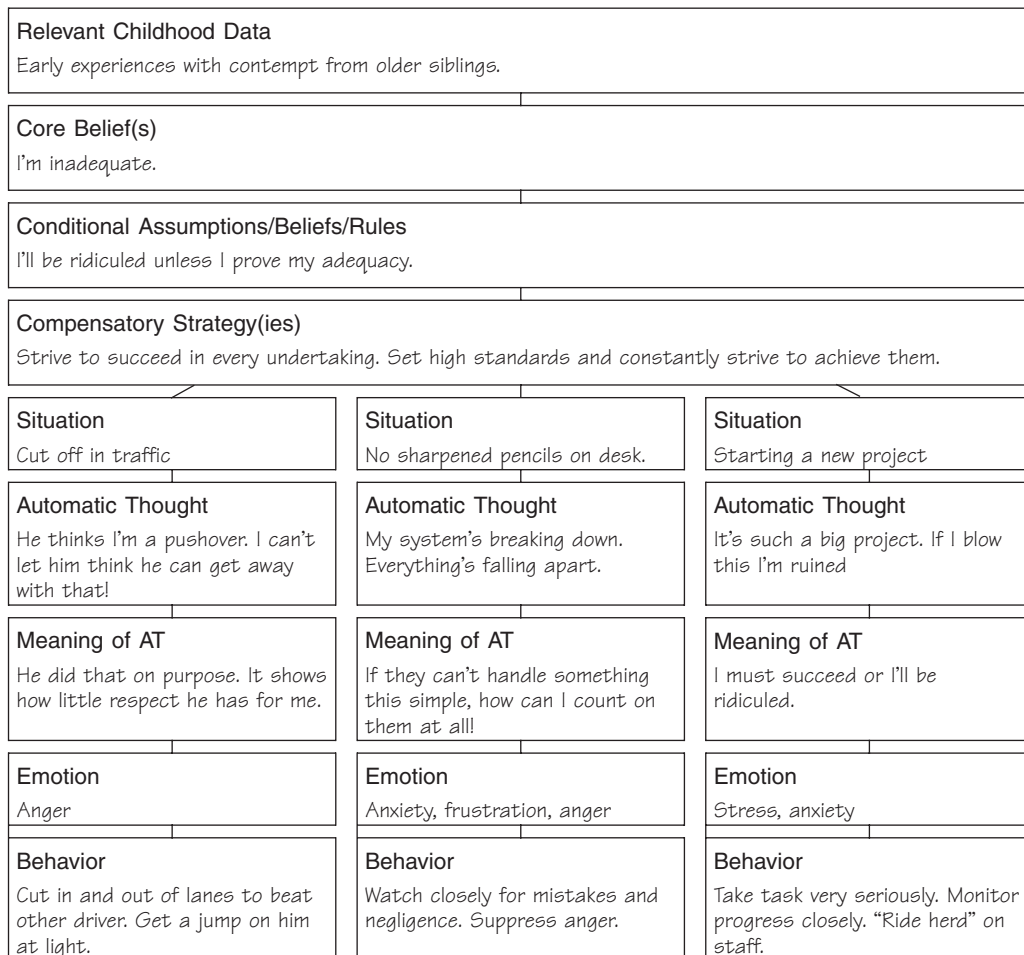 Relevant Childhood Data
Early experiences with contempt from older siblings.
Core Belief(s)
I'm inadequate.
Conditional Assumptions/Beliefs/Rules
I'll be ridiculed unless I prove my adequacy.
Compensatory Strategy(ies)
Strive to succeed in every undertaking. Set high standards and constantly strive to achieve them.
Situation
Cut off in traffic
Automatic Thought
He thinks I'm a pushover. I can't
let him think he can get away
with that!
Meaning of AT
He did that on purpose. It shows
how little respect he has for me.
Emotion
Anger
Behavior
Cut in and out of lanes to beat
other driver. Get a jump on him
at light.
Situation
No sharpened pencils on desk.
Automatic Thought
My system's breaking down.
Everything's falling apart.
Meaning of AT
If they can't handle something
this simple, how can I count on
them at all!
Emotion
Anxiety, frustration, anger
Behavior
Watch closely for mistakes and
negligence. Suppress anger.
Situation
Starting a new project
Automatic Thought
It's such a big project. If I blow
this I'm ruined
Meaning of AT
I must succeed or I'll be
ridiculed.
Emotion
Stress, anxiety
Behavior
Take task very seriously. Monitor
progress closely. “Ride herd” on
staff.